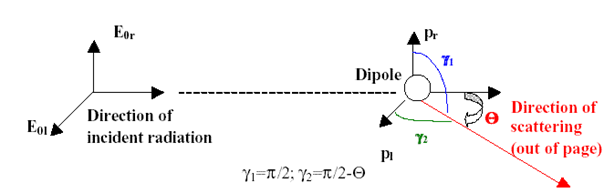 E0r
pr
γ1
Dipole
Direction of
incident radiation
E0l
Θ
Direction of
scattering
(out of page)
γ2
pl
γ1=π/2; γ2=π/2-Θ